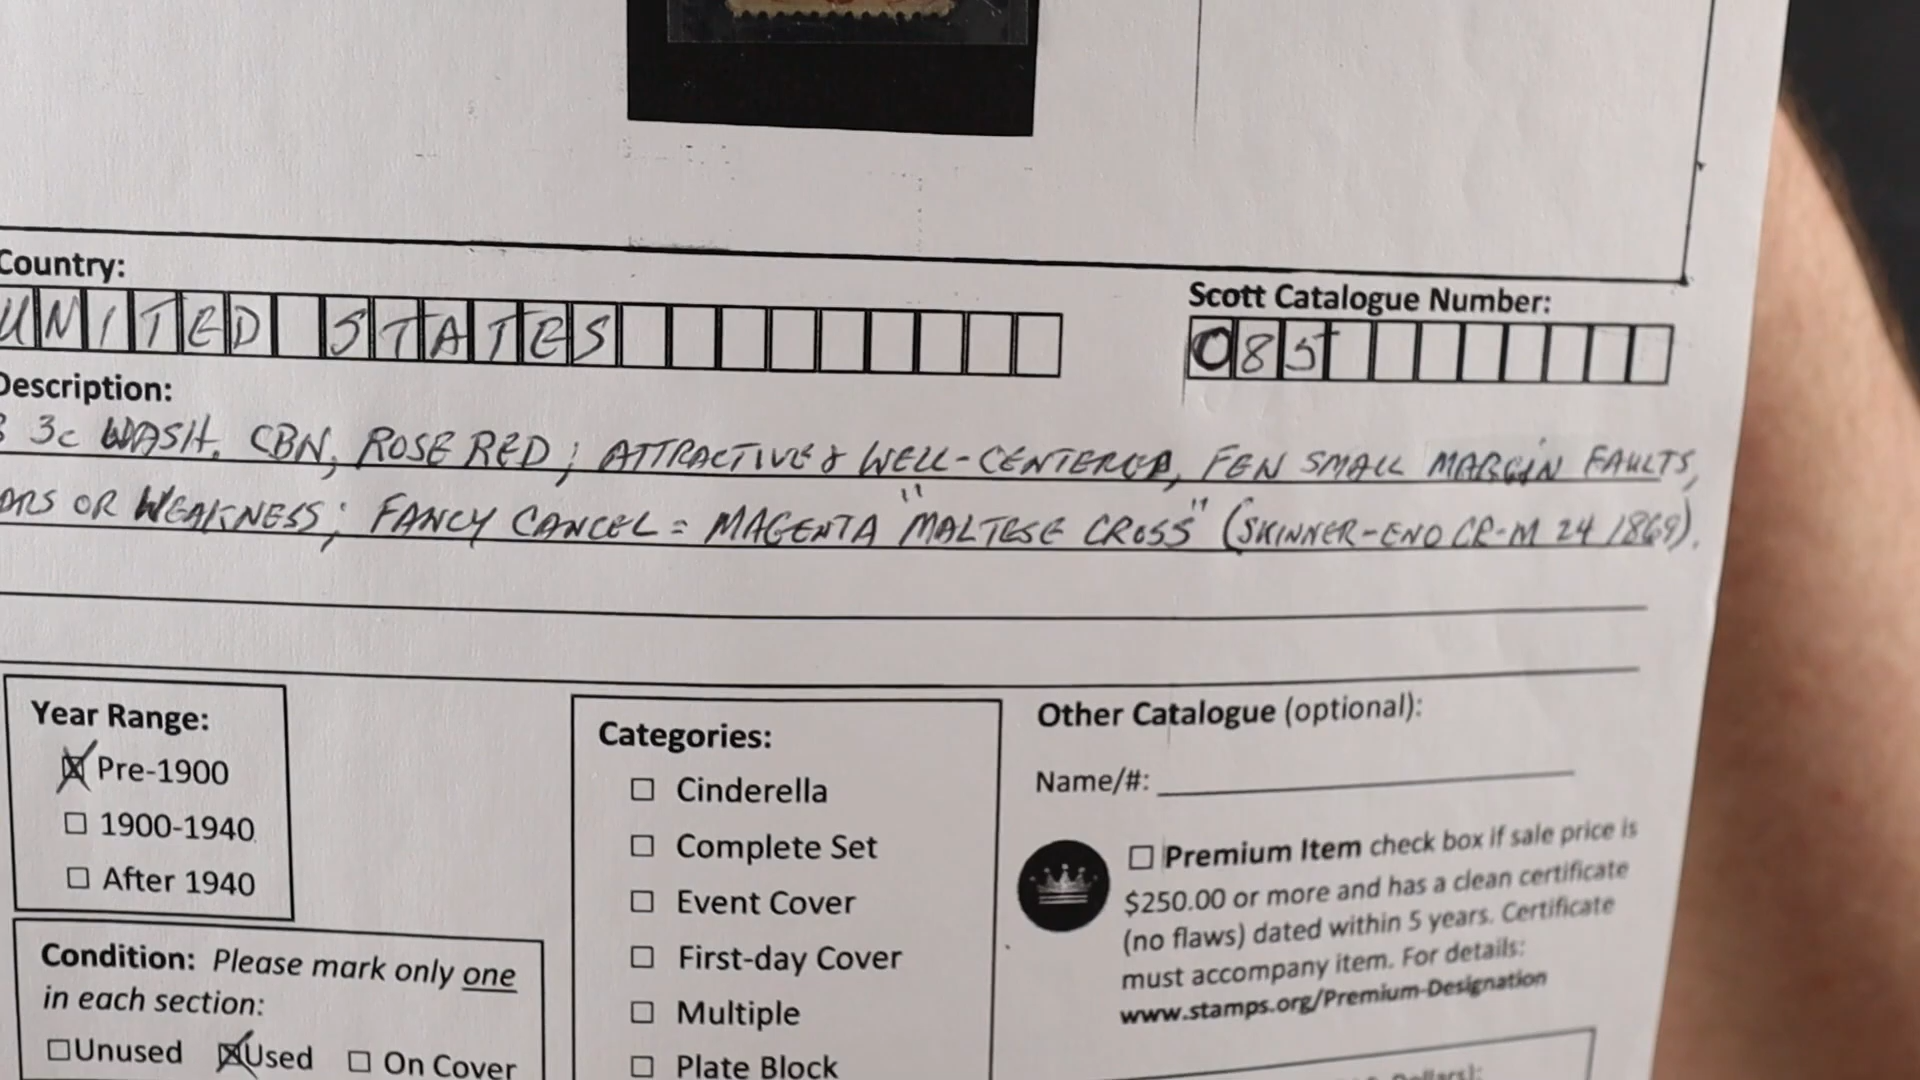 Country:
UNITED STATES
Scott Catalogue Number:
085
Description:
3c WASH. CBN, ROSE RED; ATTRACTIVE & WELL-CENTERED, FEW SMALL MARGIN FAULTS,
OR WEAKNESS; FANCY CANCEL = MAGENTA "MALTESE CROSS" (SKINNER-ENO CR-M 24 1869).
Year Range:
Pre-1900
1900-1940
After 1940
Condition: Please mark only one
in each section:
Unused Used On Cover
Categories:
Cinderella
Complete Set
Event Cover
First-day Cover
Multiple
Plate Block
Other Catalogue (optional):
Name/#:
Premium Item check box if sale price is
$250.00 or more and has a clean certificate
(no flaws) dated within 5 years. Certificate
must accompany item. For details:
www.stamps.org/Premium-Designation